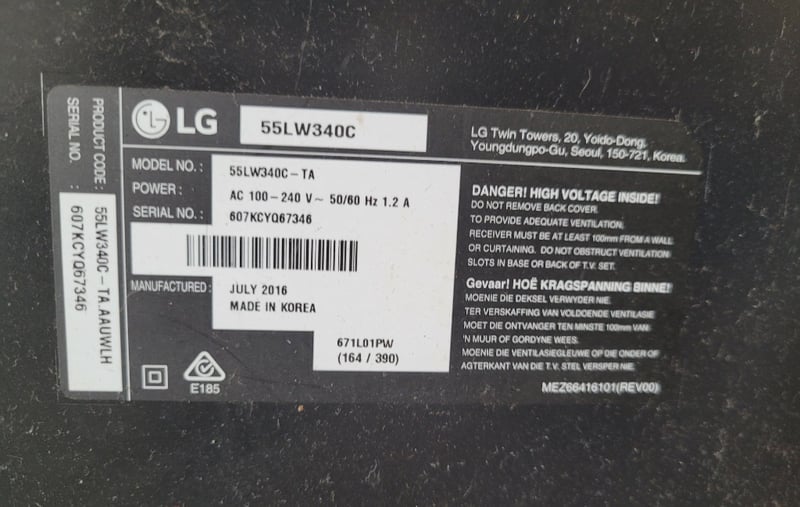 LG
55LW340C
LG Twin Towers, 20, Yoido-Dong,
Youngdungpo-Gu, Seoul, 150-721, Korea.
MODEL NO. :
55LW340C-TA
POWER :
AC 100-240 V~ 50/60 Hz 1.2 A
SERIAL NO. :
607KCYQ67346
MANUFACTURED :
JULY 2016
MADE IN KOREA
671L01PW
(164 / 390)
E185
DANGER! HIGH VOLTAGE INSIDE!
DO NOT REMOVE BACK COVER.
TO PROVIDE ADEQUATE VENTILATION,
RECEIVER MUST BE AT LEAST 100mm FROM A WALL
OR CURTAINING. DO NOT OBSTRUCT VENTILATION
SLOTS IN BASE OR BACK OF T.V. SET.
Gevaar! HOË KRAGSPANNING BINNE!
MOENIE DIE DEKSEL VERWYDER NIE.
TER VERSKAFFING VAN VOLDOENDE VENTILASIE
MOET DIE ONTVANGER TEN MINSTE 100mm VAN
'N MUUR OF GORDYNE WEES.
MOENIE DIE VENTILASIEGLEUWE OP DIE ONDER OF
AGTERKANT VAN DIE T.V. STEL VERSPER NIE.
MEZ66416101(REV00)
PRODUCT CODE : 55LW340C-TA.AAUWLH
SERIAL NO. : 607KCYQ67346